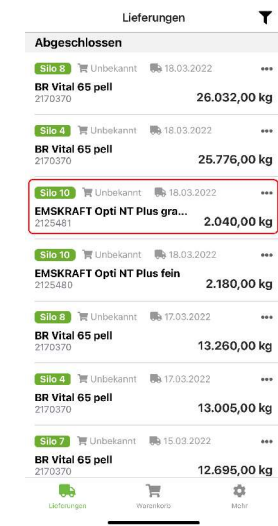 Lieferungen
Abgeschlossen
Silo 8 Unbekannt 18.03.2022
BR Vital 65 pell
2170370 26.032,00 kg
Silo 4 Unbekannt 18.03.2022
BR Vital 65 pell
2170370 25.776,00 kg
Silo 10 Unbekannt 18.03.2022
EMSKRAFT Opti NT Plus gra...
2125481 2.040,00 kg
Silo 10 Unbekannt 18.03.2022
EMSKRAFT Opti NT Plus fein
2125480 2.180,00 kg
Silo 8 Unbekannt 17.03.2022
BR Vital 65 pell
2170370 13.260,00 kg
Silo 4 Unbekannt 17.03.2022
BR Vital 65 pell
2170370 13.005,00 kg
Silo 7 Unbekannt 15.03.2022
BR Vital 65 pell
2170370 12.695,00 kg
Lieferungen Warenkorb Mehr